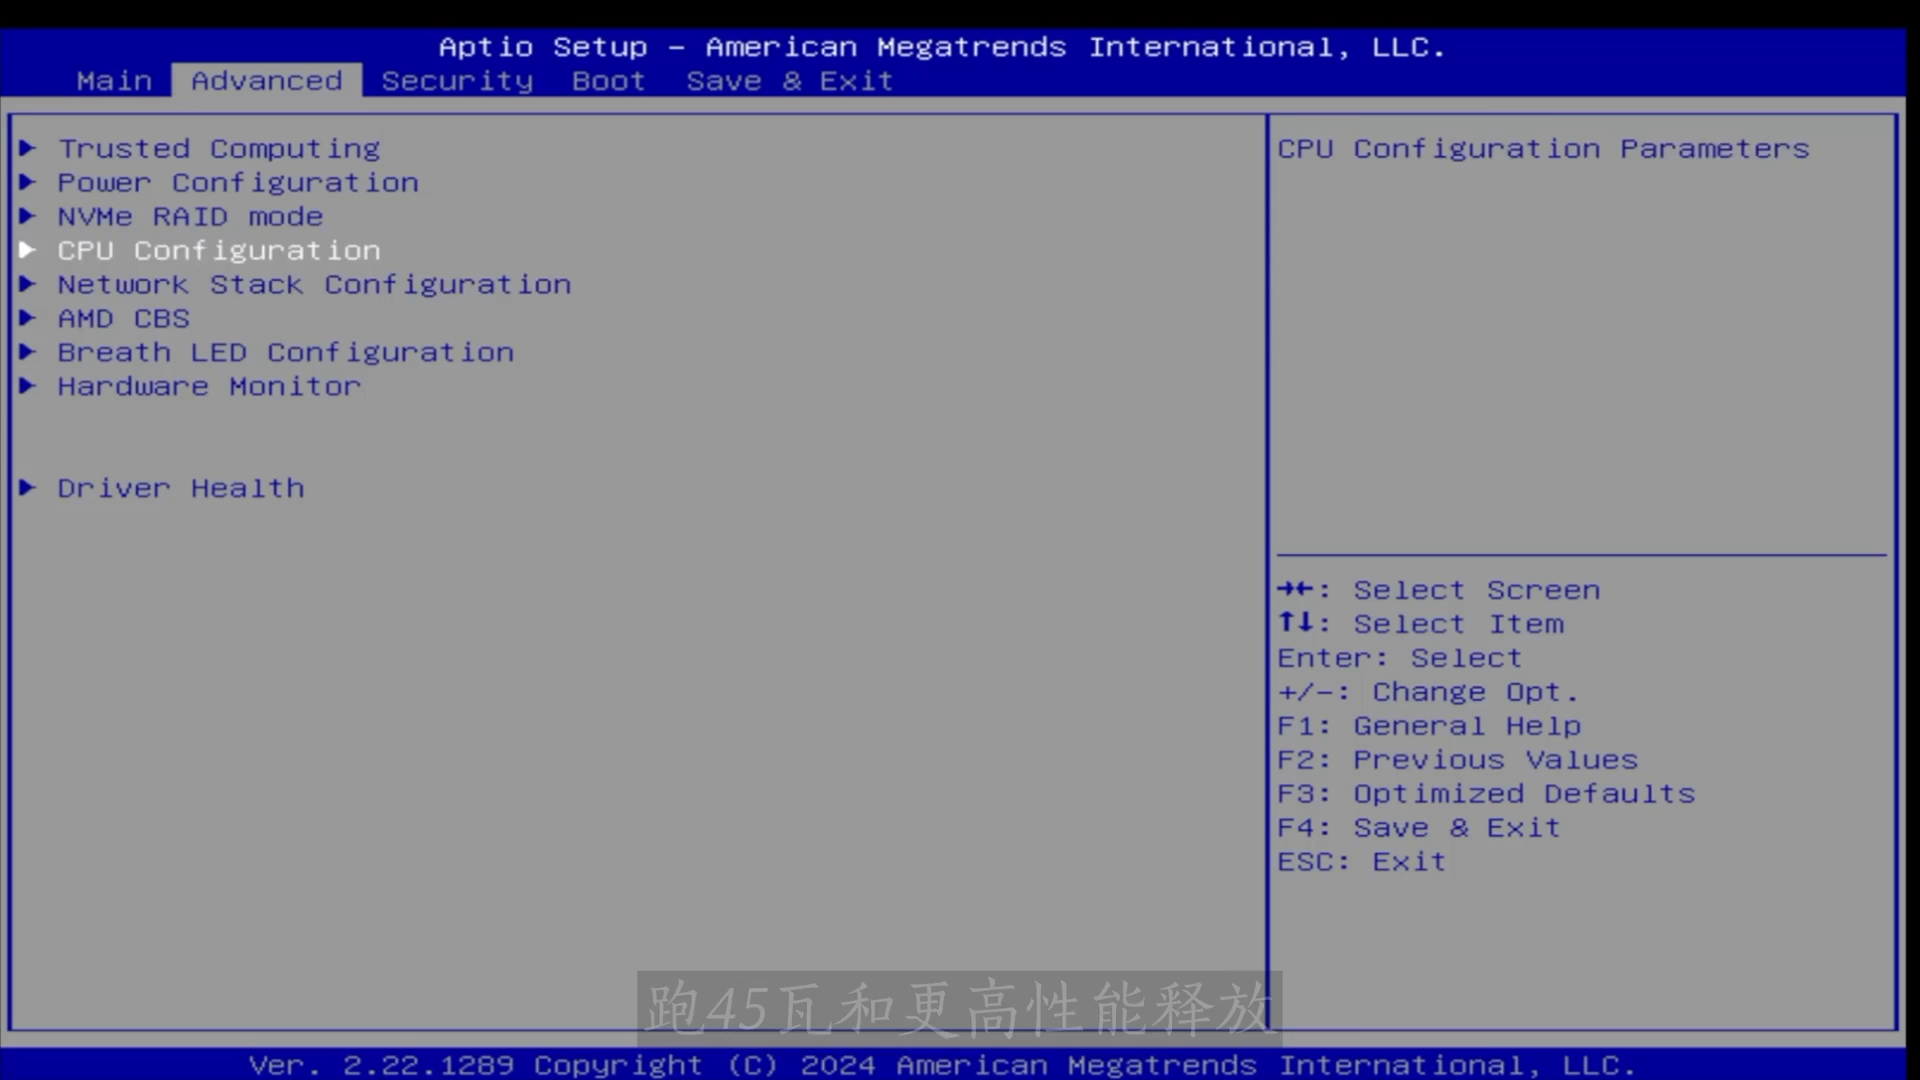 Aptio Setup - American Megatrends International, LLC.
Main Advanced Security Boot Save & Exit
Trusted Computing
Power Configuration
NVMe RAID mode
CPU Configuration
Network Stack Configuration
AMD CBS
Breath LED Configuration
Hardware Monitor
Driver Health
CPU Configuration Parameters
→←: Select Screen
↑↓: Select Item
Enter: Select
+/-: Change Opt.
F1: General Help
F2: Previous Values
F3: Optimized Defaults
F4: Save & Exit
ESC: Exit
跑45瓦和更高性能释放
Ver. 2.22.1289 Copyright (C) 2024 American Megatrends International, LLC.